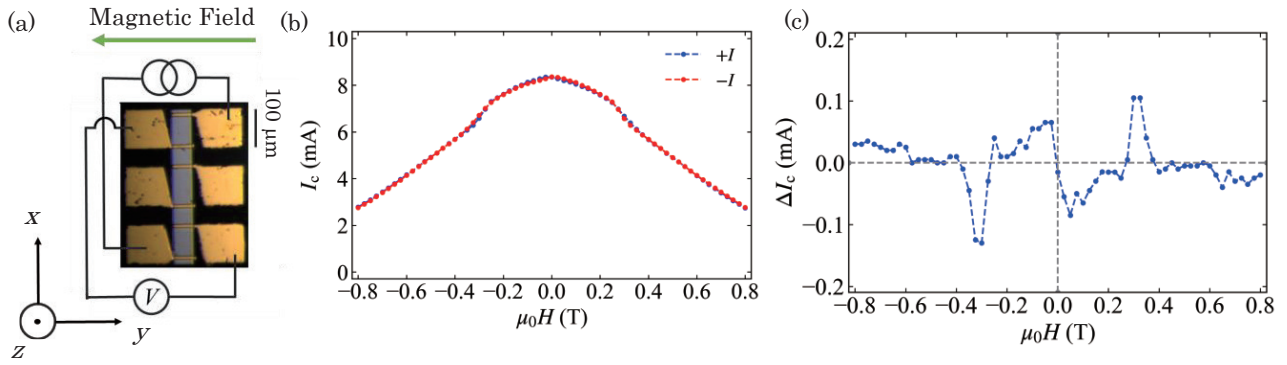 (a)
Magnetic Field
100 μm
V
x
y
z
(b)
10
8
6
4
2
0
I_c (mA)
+I
−I
−0.8 −0.6 −0.4 −0.2 0.0 0.2 0.4 0.6 0.8
μ₀H (T)
(c)
0.2
0.1
0.0
−0.1
−0.2
ΔI_c (mA)
−0.8 −0.6 −0.4 −0.2 0.0 0.2 0.4 0.6 0.8
μ₀H (T)